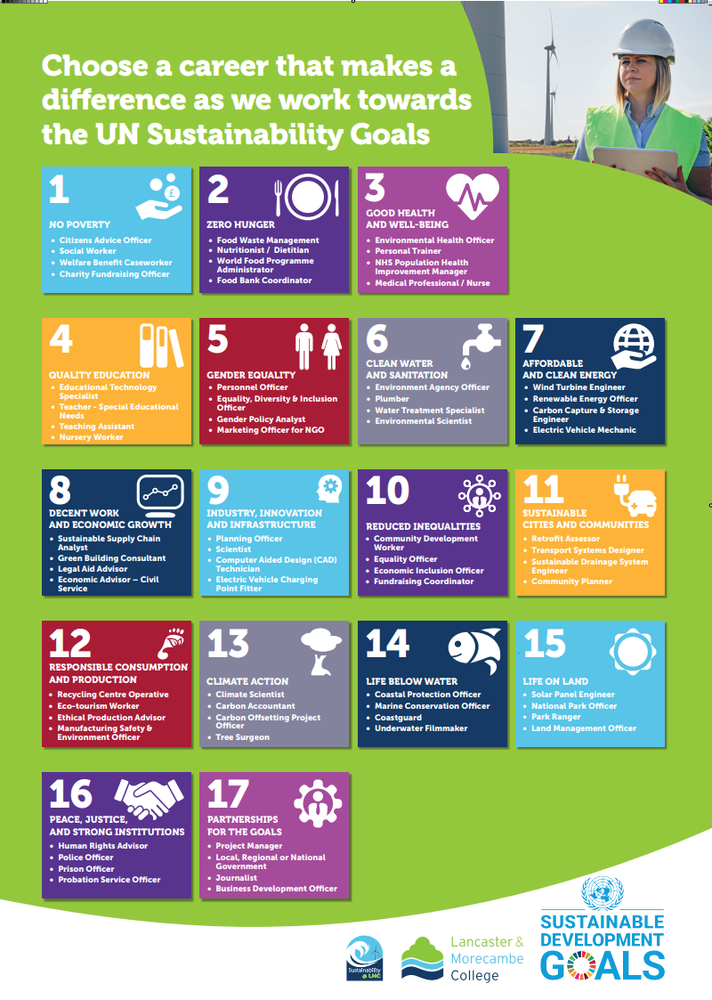 Choose a career that makes a
difference as we work towards
the UN Sustainability Goals
1
£
NO POVERTY
• Citizens Advice Officer
• Social Worker
• Welfare Benefit Caseworker
• Charity Fundraising Officer
2
ZERO HUNGER
• Food Waste Management
• Nutritionist / Dietitian
• World Food Programme
Administrator
• Food Bank Coordinator
3
GOOD HEALTH
AND WELL-BEING
• Environmental Health Officer
• Personal Trainer
• NHS Population Health
Improvement Manager
• Medical Professional / Nurse
4
QUALITY EDUCATION
• Educational Technology
Specialist
• Teacher - Special Educational
Needs
• Teaching Assistant
• Nursery Worker
5
GENDER EQUALITY
• Personnel Officer
• Equality, Diversity & Inclusion
Officer
• Gender Policy Analyst
• Marketing Officer for NGO
6
CLEAN WATER
AND SANITATION
• Environment Agency Officer
• Plumber
• Water Treatment Specialist
• Environmental Scientist
7
AFFORDABLE
AND CLEAN ENERGY
• Wind Turbine Engineer
• Renewable Energy Officer
• Carbon Capture & Storage
Engineer
• Electric Vehicle Mechanic
8
DECENT WORK
AND ECONOMIC GROWTH
• Sustainable Supply Chain
Analyst
• Green Building Consultant
• Legal Aid Advisor
• Economic Advisor – Civil
Service
9
INDUSTRY, INNOVATION
AND INFRASTRUCTURE
• Planning Officer
• Scientist
• Computer Aided Design (CAD)
Technician
• Electric Vehicle Charging
Point Fitter
10
REDUCED INEQUALITIES
• Community Development
Worker
• Equality Officer
• Economic Inclusion Officer
• Fundraising Coordinator
11
SUSTAINABLE
CITIES AND COMMUNITIES
• Retrofit Assessor
• Transport Systems Designer
• Sustainable Drainage System
Engineer
• Community Planner
12
RESPONSIBLE CONSUMPTION
AND PRODUCTION
• Recycling Centre Operative
• Eco-tourism Worker
• Ethical Production Advisor
• Manufacturing Safety &
Environment Officer
13
CLIMATE ACTION
• Climate Scientist
• Carbon Accountant
• Carbon Offsetting Project
Officer
• Tree Surgeon
14
LIFE BELOW WATER
• Coastal Protection Officer
• Marine Conservation Officer
• Coastguard
• Underwater Filmmaker
15
LIFE ON LAND
• Solar Panel Engineer
• National Park Officer
• Park Ranger
• Land Management Officer
16
PEACE, JUSTICE,
AND STRONG INSTITUTIONS
• Human Rights Advisor
• Police Officer
• Prison Officer
• Probation Service Officer
17
PARTNERSHIPS
FOR THE GOALS
• Project Manager
• Local, Regional or National
Government
• Journalist
• Business Development Officer
Sustainability
@ LMC
Lancaster &
Morecambe
College
SUSTAINABLE
DEVELOPMENT
GOALS